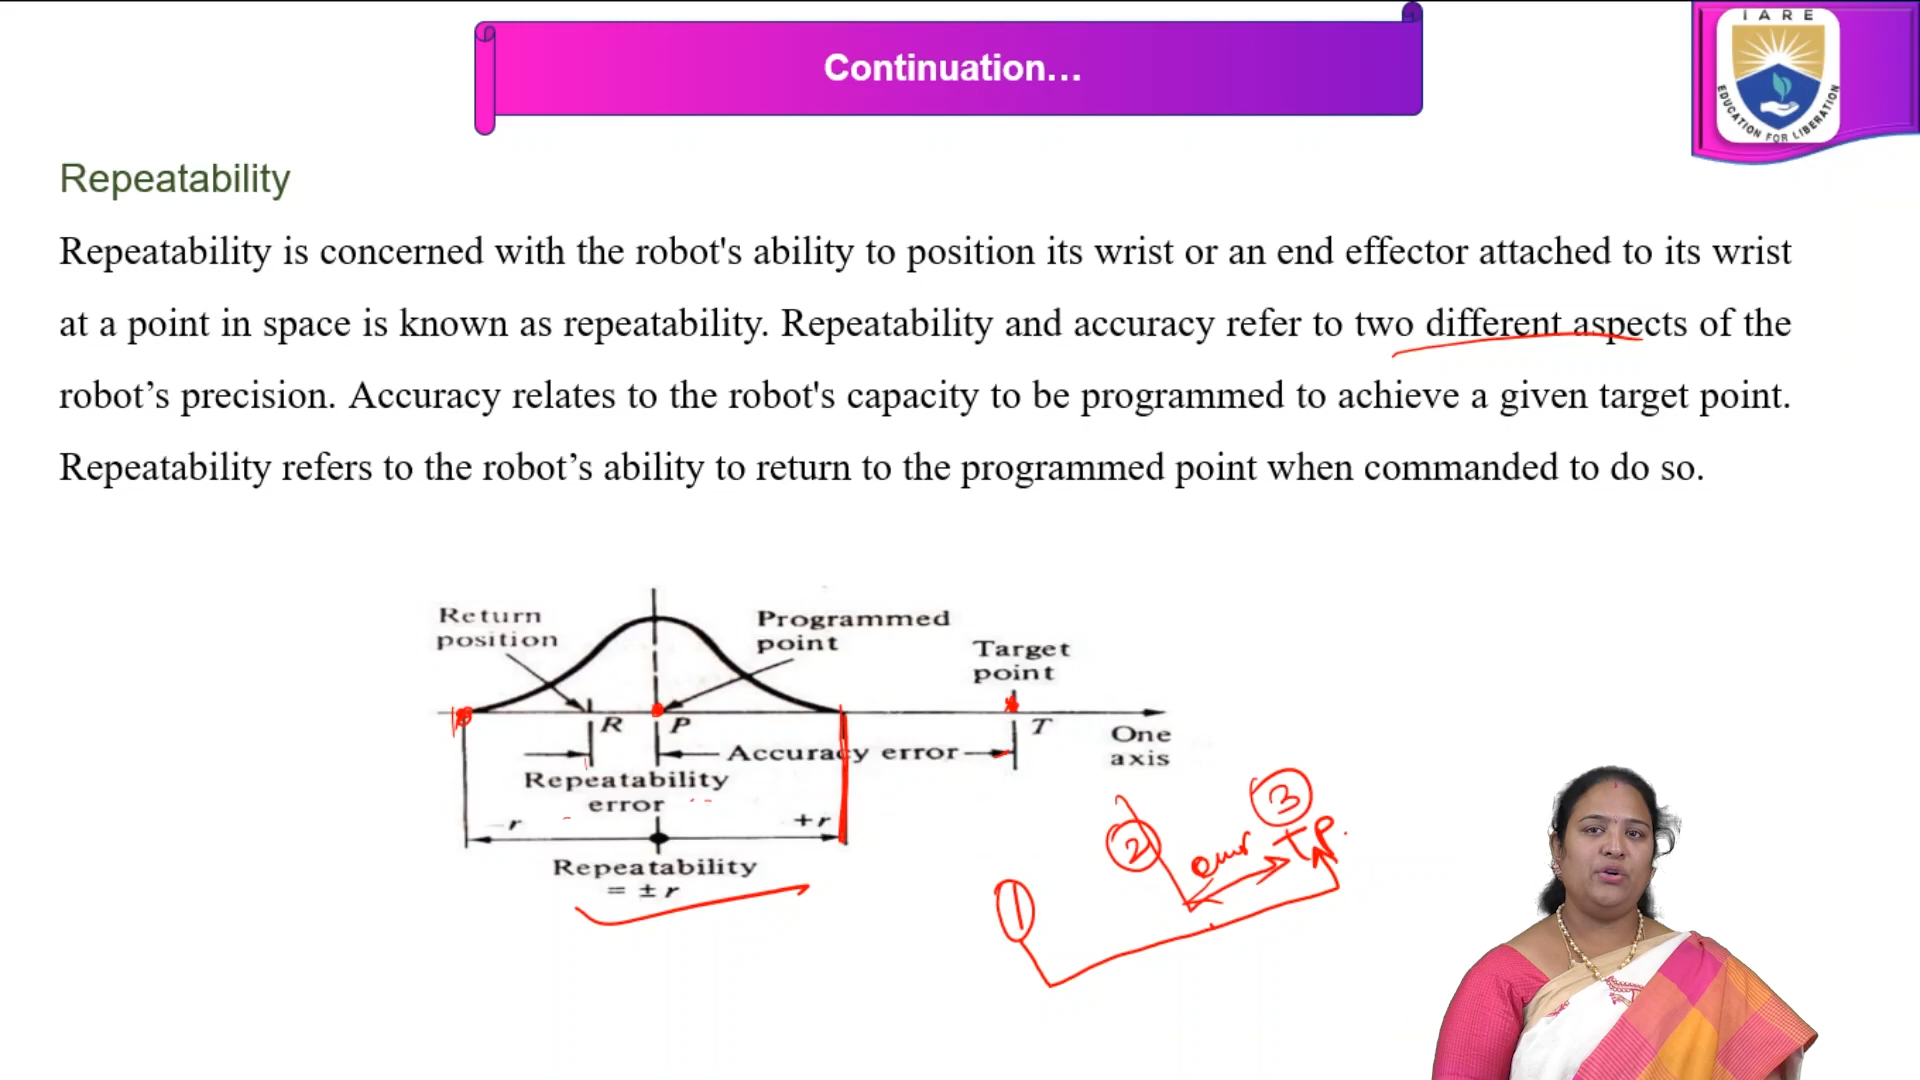 Continuation…
IARE
EDUCATION FOR LIBERATION
Repeatability
Repeatability is concerned with the robot's ability to position its wrist or an end effector attached to its wrist
at a point in space is known as repeatability. Repeatability and accuracy refer to two different aspects of the
robot’s precision. Accuracy relates to the robot's capacity to be programmed to achieve a given target point.
Repeatability refers to the robot’s ability to return to the programmed point when commanded to do so.
Return
position
Programmed
point
Target
point
R
P
T
One
axis
Accuracy error
Repeatability
error
-r
+r
Repeatability
= ± r
1
2
3
error
t p.